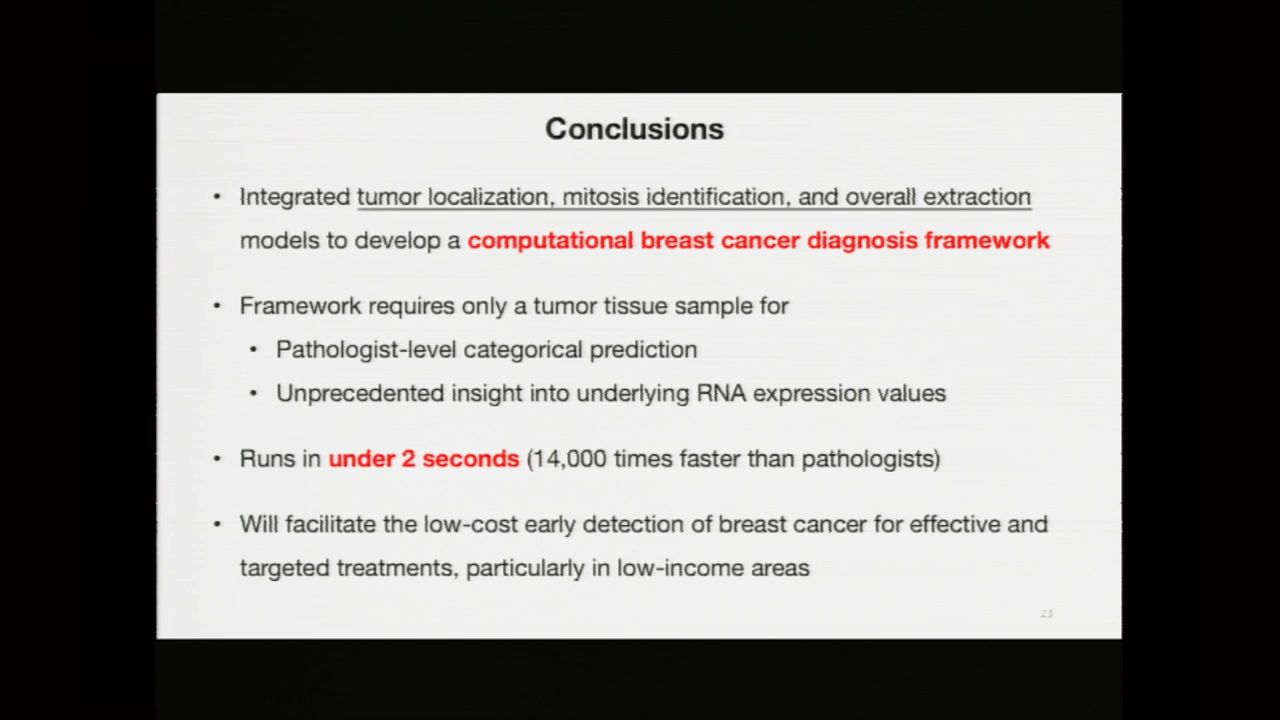 Conclusions
• Integrated tumor localization, mitosis identification, and overall extraction
models to develop a computational breast cancer diagnosis framework
• Framework requires only a tumor tissue sample for
• Pathologist-level categorical prediction
• Unprecedented insight into underlying RNA expression values
• Runs in under 2 seconds (14,000 times faster than pathologists)
• Will facilitate the low-cost early detection of breast cancer for effective and
targeted treatments, particularly in low-income areas
23